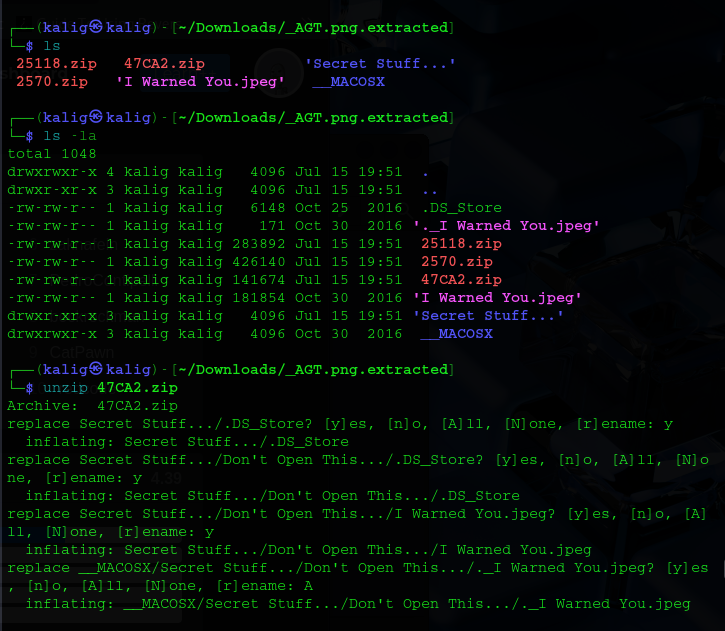 ┌──(kalig㉿kalig)-[~/Downloads/_AGT.png.extracted]
└─$ ls
25118.zip   47CA2.zip           'Secret Stuff...'
2570.zip   'I Warned You.jpeg'   __MACOSX
┌──(kalig㉿kalig)-[~/Downloads/_AGT.png.extracted]
└─$ ls -la
total 1048
drwxrwxr-x 4 kalig kalig   4096 Jul 15 19:51  .
drwxr-xr-x 3 kalig kalig   4096 Jul 15 19:51  ..
-rw-rw-r-- 1 kalig kalig   6148 Oct 25  2016  .DS_Store
-rw-rw-r-- 1 kalig kalig    171 Oct 30  2016 '._I Warned You.jpeg'
-rw-rw-r-- 1 kalig kalig 283892 Jul 15 19:51  25118.zip
-rw-rw-r-- 1 kalig kalig 426140 Jul 15 19:51  2570.zip
-rw-rw-r-- 1 kalig kalig 141674 Jul 15 19:51  47CA2.zip
-rw-rw-r-- 1 kalig kalig 181854 Oct 30  2016 'I Warned You.jpeg'
drwxr-xr-x 3 kalig kalig   4096 Jul 15 19:51 'Secret Stuff...'
drwxrwxr-x 3 kalig kalig   4096 Oct 30  2016  __MACOSX
CatPawn
┌──(kalig㉿kalig)-[~/Downloads/_AGT.png.extracted]
└─$ unzip 47CA2.zip
Archive:  47CA2.zip
replace Secret Stuff.../.DS_Store? [y]es, [n]o, [A]ll, [N]one, [r]ename: y
  inflating: Secret Stuff.../.DS_Store
replace Secret Stuff.../Don't Open This.../.DS_Store? [y]es, [n]o, [A]ll, [N]o
ne, [r]ename: y
4.39
  inflating: Secret Stuff.../Don't Open This.../.DS_Store
replace Secret Stuff.../Don't Open This.../I Warned You.jpeg? [y]es, [n]o, [A]
ll, [N]one, [r]ename: y
  inflating: Secret Stuff.../Don't Open This.../I Warned You.jpeg
replace __MACOSX/Secret Stuff.../Don't Open This.../._I Warned You.jpeg? [y]es
, [n]o, [A]ll, [N]one, [r]ename: A
  inflating: __MACOSX/Secret Stuff.../Don't Open This.../._I Warned You.jpeg